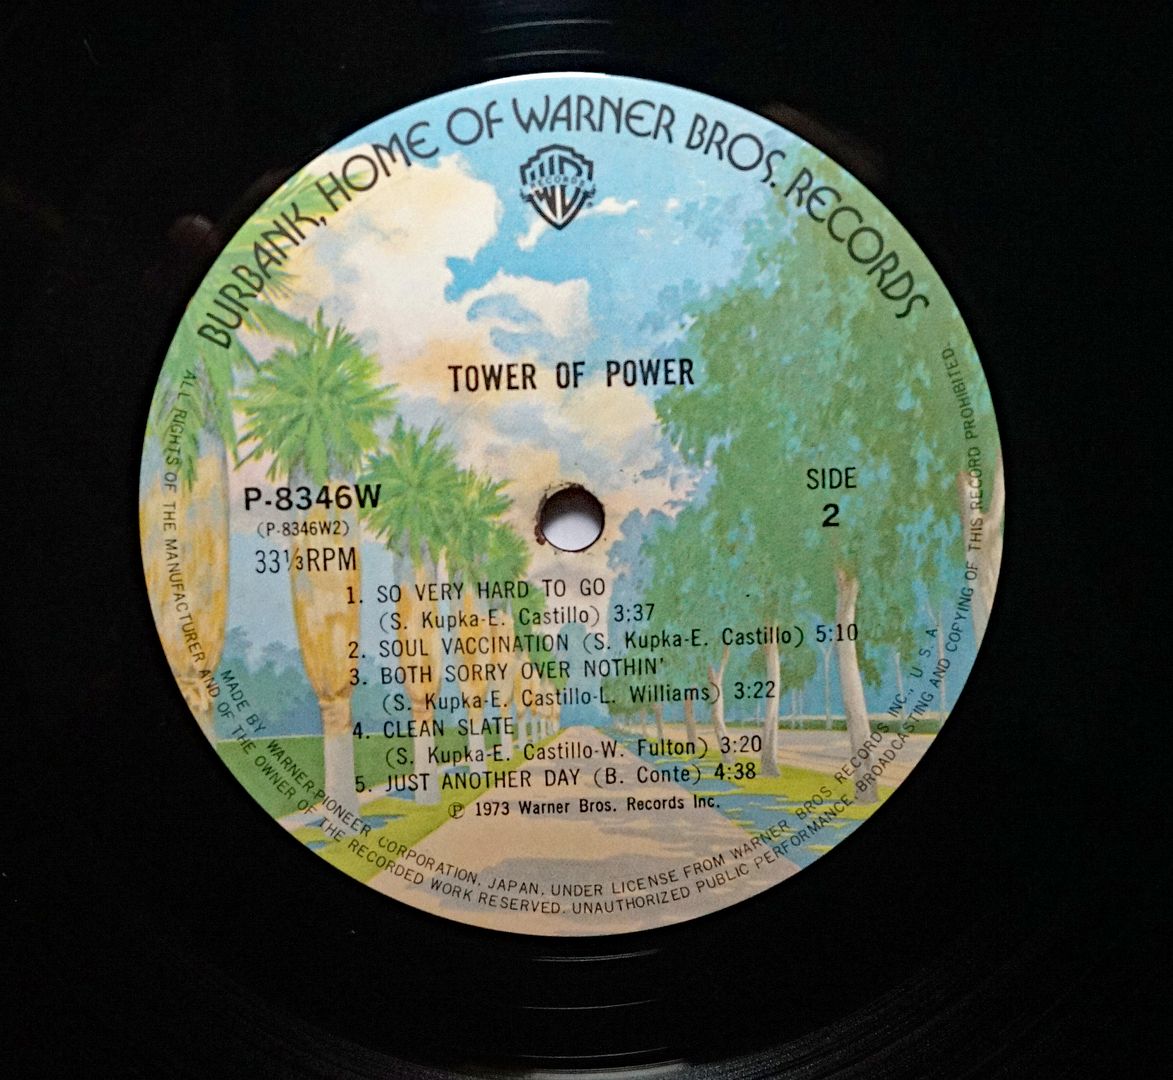 BURBANK, HOME OF WARNER BROS. RECORDS
RECORDS
®
TOWER OF POWER
P-8346W
(P-8346W2)
33⅓RPM
SIDE
2
1. SO VERY HARD TO GO
(S. Kupka-E. Castillo) 3:37
2. SOUL VACCINATION (S. Kupka-E. Castillo) 5:10
3. BOTH SORRY OVER NOTHIN'
(S. Kupka-E. Castillo-L. Williams) 3:22
4. CLEAN SLATE
(S. Kupka-E. Castillo-W. Fulton) 3:20
5. JUST ANOTHER DAY (B. Conte) 4:38
℗ 1973 Warner Bros. Records Inc.
MADE BY WARNER-PIONEER CORPORATION, JAPAN, UNDER LICENSE FROM WARNER BROS. RECORDS INC., U.S.A.
ALL RIGHTS OF THE MANUFACTURER AND OF THE OWNER OF THE RECORDED WORK RESERVED. UNAUTHORIZED PUBLIC PERFORMANCE, BROADCASTING AND COPYING OF THIS RECORD PROHIBITED.